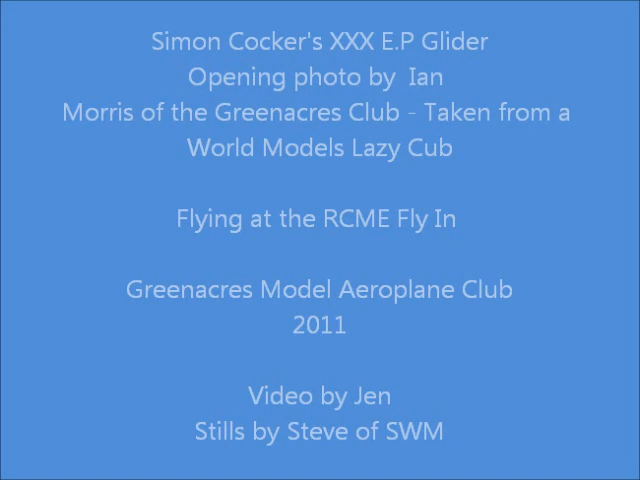 Simon Cocker's XXX E.P Glider
Opening photo by  Ian
Morris of the Greenacres Club - Taken from a
World Models Lazy Cub
Flying at the RCME Fly In
Greenacres Model Aeroplane Club
2011
Video by Jen
Stills by Steve of SWM